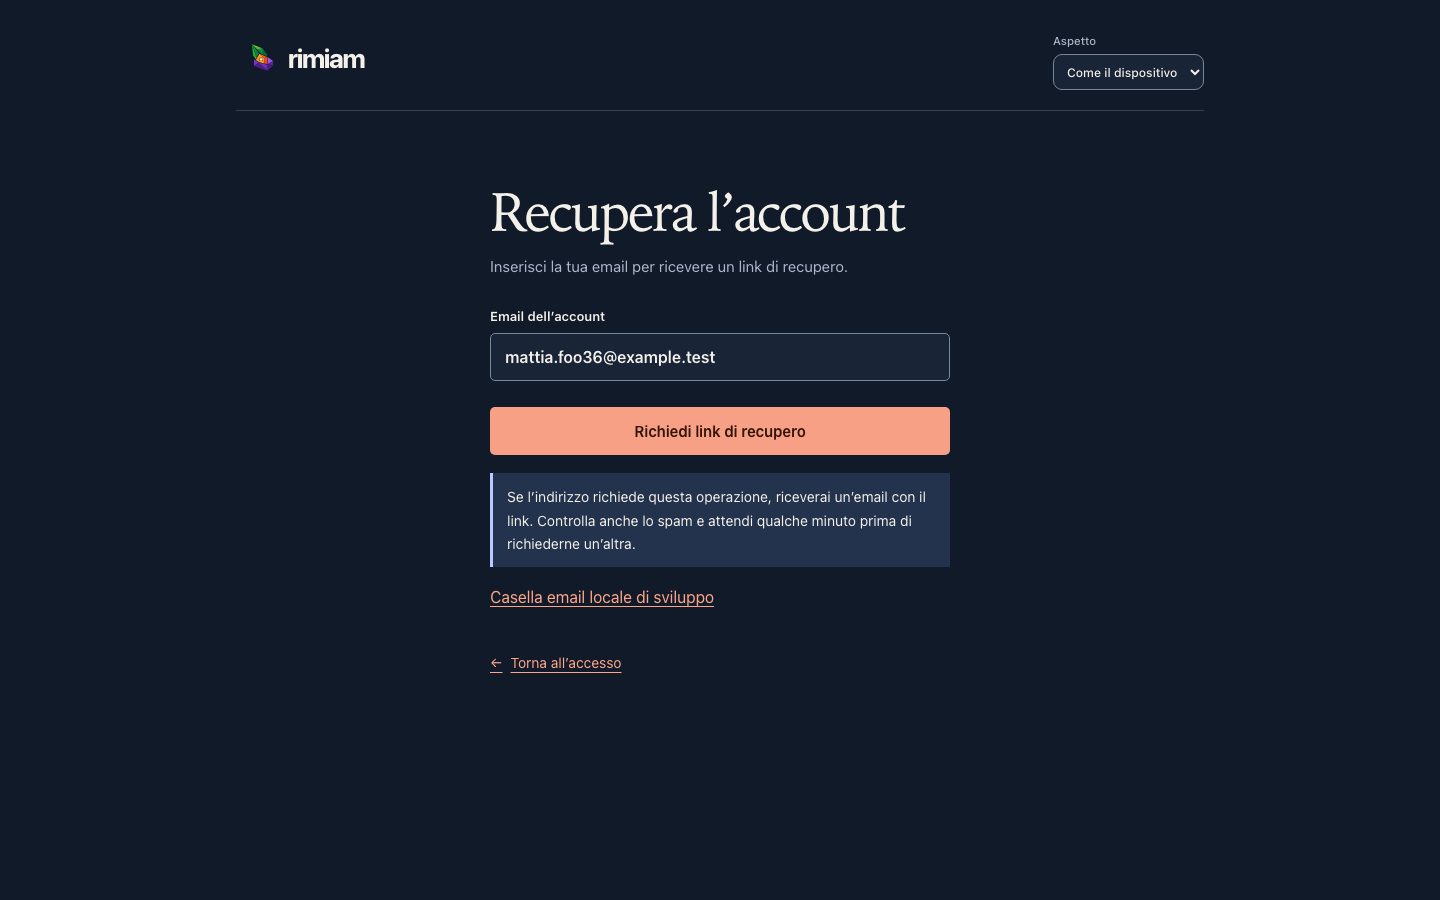 rimiam
Aspetto
Come il dispositivo
Recupera l’account
Inserisci la tua email per ricevere un link di recupero.
Email dell’account
mattia.foo36@example.test
Richiedi link di recupero
Se l’indirizzo richiede questa operazione, riceverai un’email con il
link. Controlla anche lo spam e attendi qualche minuto prima di
richiederne un’altra.
Casella email locale di sviluppo
← Torna all’accesso